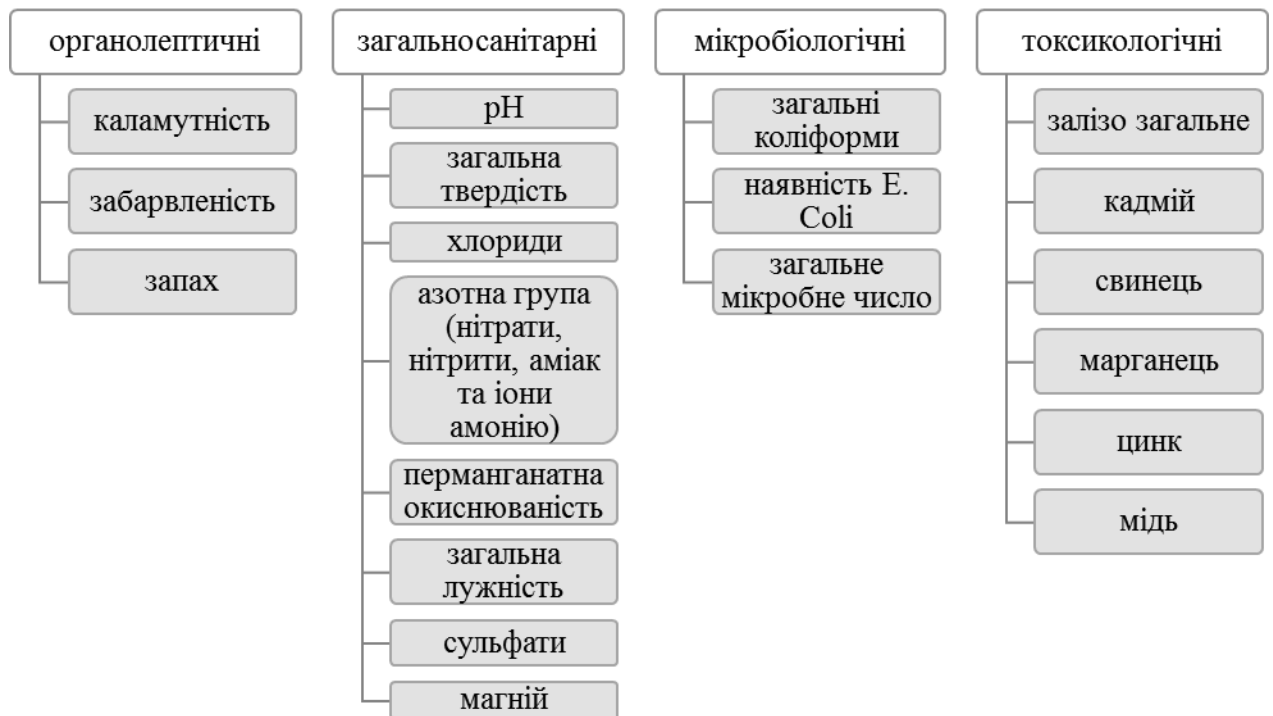 органолептичні
каламутність
забарвленість
запах
загальносанітарні
pH
загальна
твердість
хлориди
азотна група
(нітрати,
нітрити, аміак
та іони
амонію)
перманганатна
окиснюваність
загальна
лужність
сульфати
магній
мікробіологічні
загальні
коліформи
наявність E.
Coli
загальне
мікробне число
токсикологічні
залізо загальне
кадмій
свинець
марганець
цинк
мідь